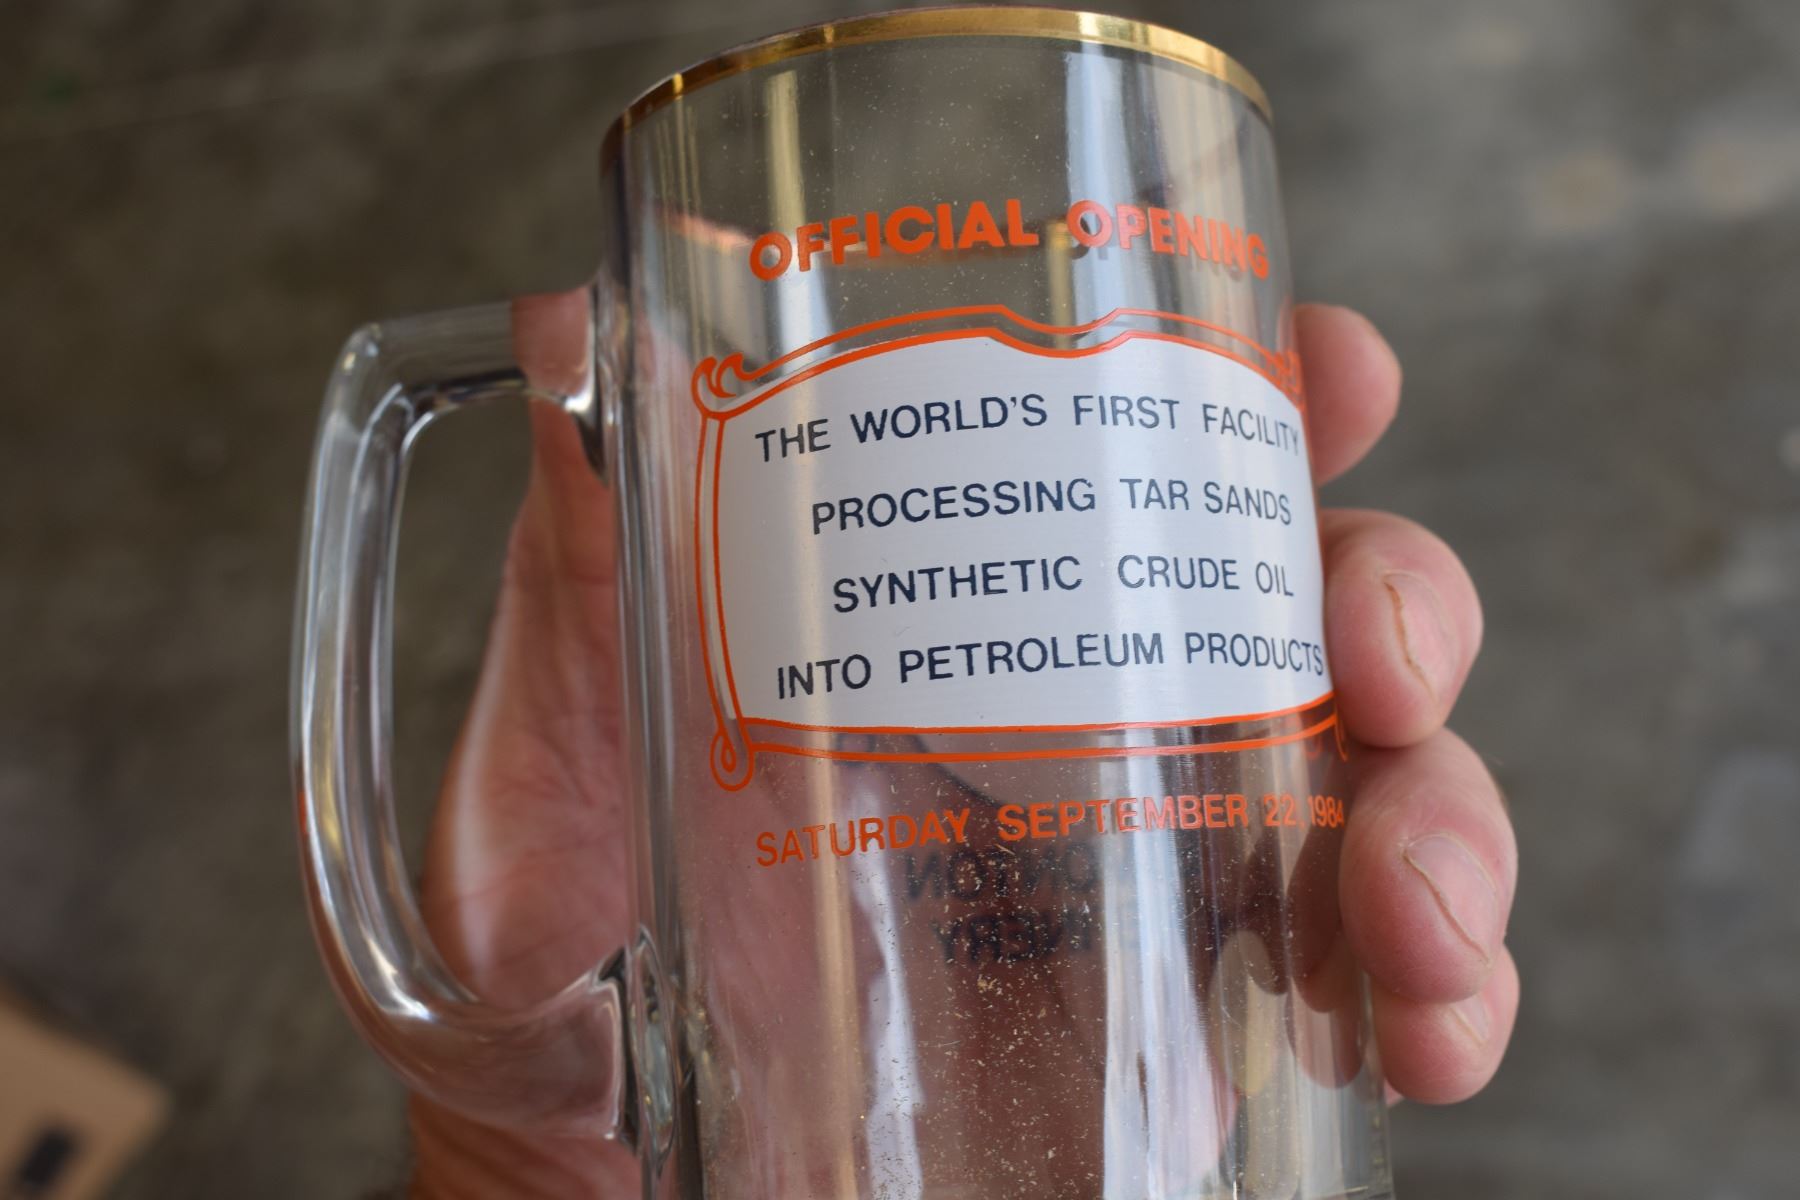 OFFICIAL OPENING
THE WORLD'S FIRST FACILITY
PROCESSING TAR SANDS
SYNTHETIC CRUDE OIL
INTO PETROLEUM PRODUCTS
SATURDAY SEPTEMBER 22, 1984